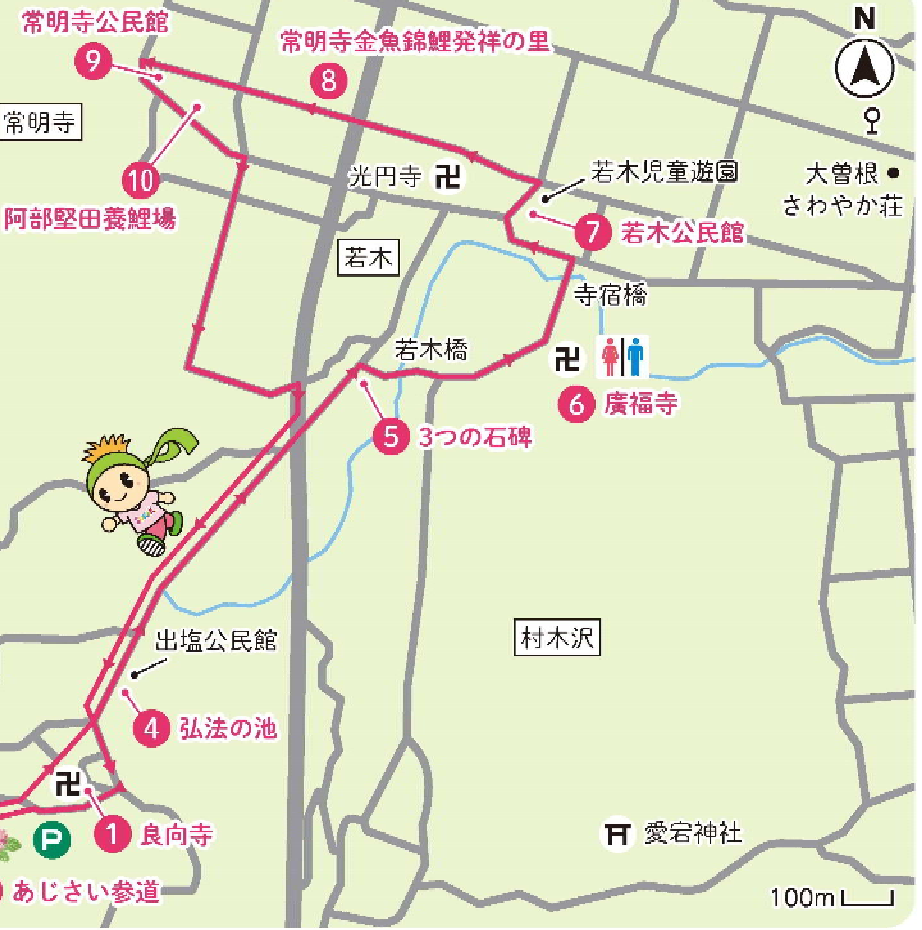 常明寺公民館
9
常明寺金魚錦鯉発祥の里
8
N
常明寺
10
阿部堅田養鯉場
光円寺
若木児童遊園
大曽根
さわやか荘
7 若木公民館
若木
寺宿橋
若木橋
6 廣福寺
5 3つの石碑
出塩公民館
村木沢
4 弘法の池
P
1 良向寺
愛宕神社
あじさい参道
100m